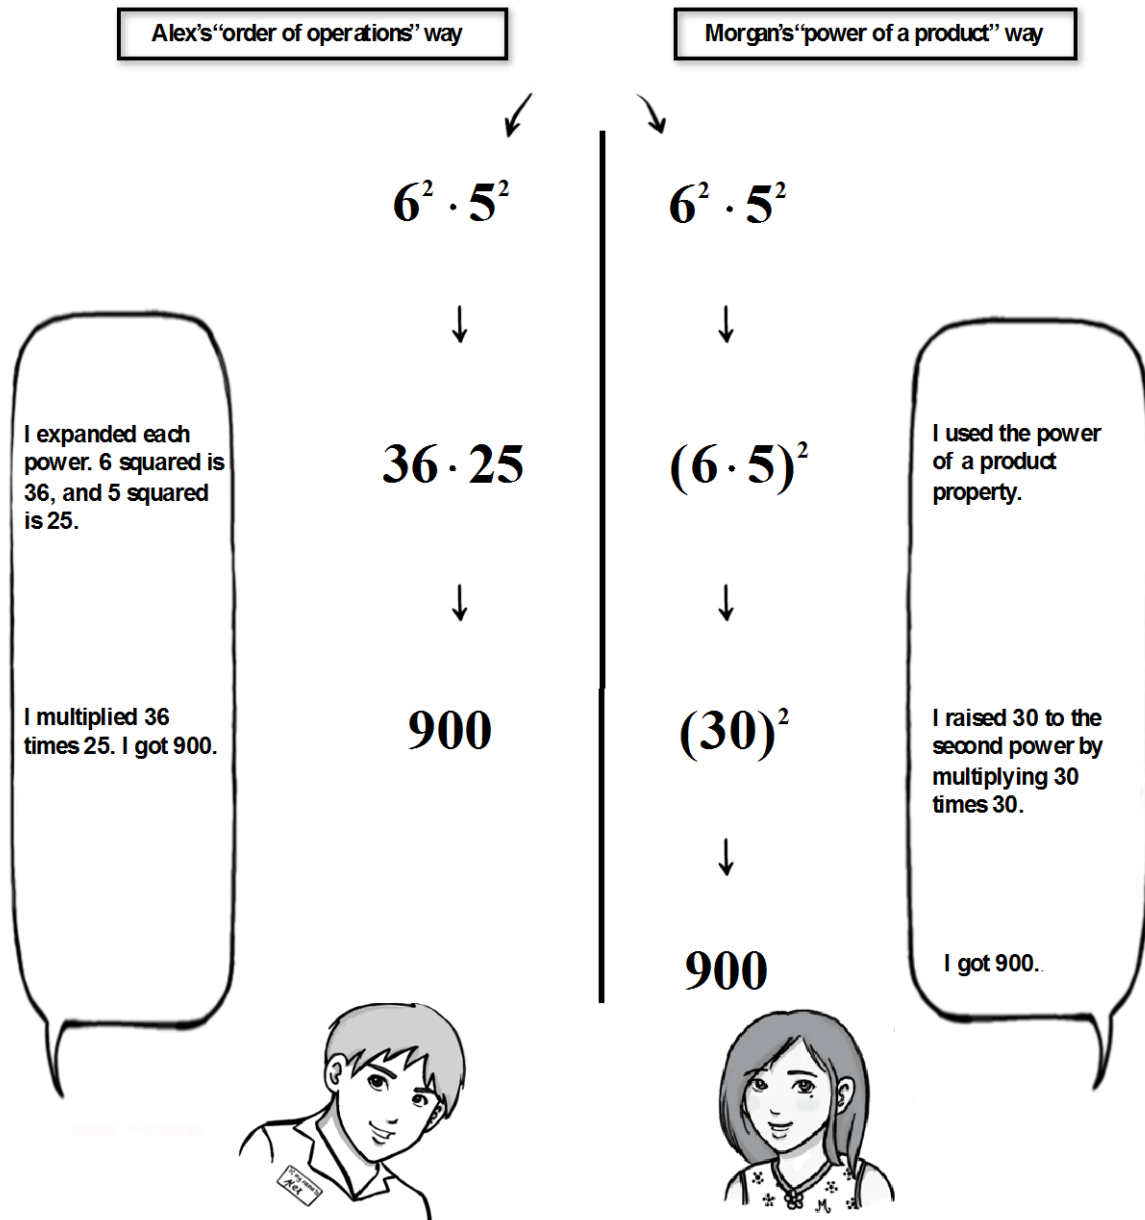 Alex's“order of operations” way
Morgan's“power of a product” way
6² · 5²
6² · 5²
I expanded each
power. 6 squared is
36, and 5 squared
is 25.
36 · 25
(6 · 5)²
I used the power
of a product
property.
I multiplied 36
times 25. I got 900.
900
(30)²
I raised 30 to the
second power by
multiplying 30
times 30.
900
I got 900.
Alex
M